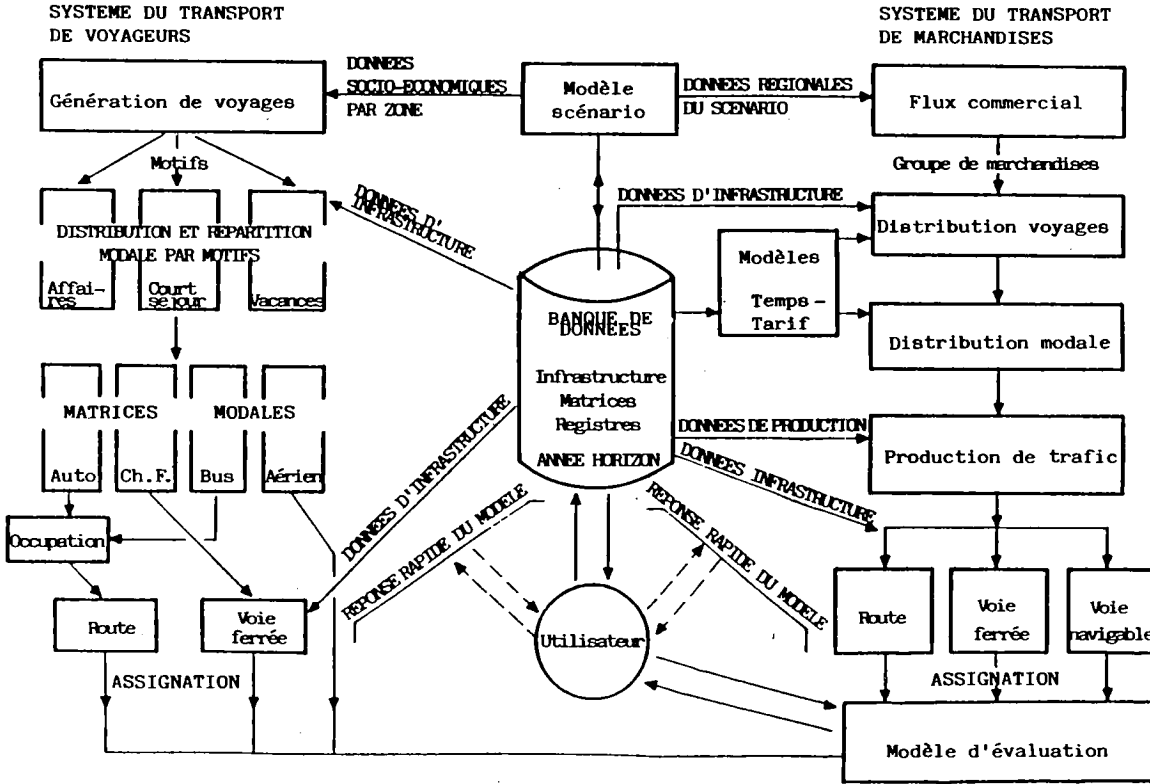 SYSTEME DU TRANSPORT
DE VOYAGEURS
SYSTEME DU TRANSPORT
DE MARCHANDISES
Génération de voyages
DONNEES
SOCIO-ECONOMIQUES
PAR ZONE
Modèle
scénario
DONNEES REGIONALES
DU SCENARIO
Flux commercial
Motifs
Groupe de marchandises
DONNEES D'
INFRASTRUCTURE
DONNEES D'INFRASTRUCTURE
DISTRIBUTION ET REPARTITION
MODALE PAR MOTIFS
Affai-
res
Court
séjour
Vacances
Distribution voyages
Modèles
Temps-
Tarif
Distribution modale
BANQUE DE
DONNEES
Infrastructure
Matrices
Registres
ANNEE HORIZON
MATRICES MODALES
Auto
Ch.F.
Bus
Aérien
DONNEES DE PRODUCTION
Production de trafic
DONNEES INFRASTRUCTURE
DONNEES D'INFRASTRUCTURE
REPONSE RAPIDE DU MODELE
REPONSE RAPIDE DU MODELE
Occupation
Route
Voie
ferrée
Utilisateur
Route
Voie
ferrée
Voie
navigable
ASSIGNATION
ASSIGNATION
Modèle d'évaluation